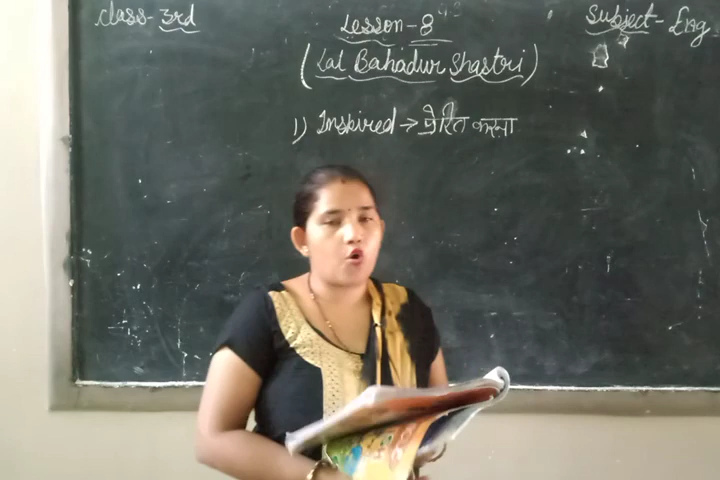 Class-3rd
Lesson-8
Subject-Eng
(Lal Bahadur Shastri)
1) Inspired → प्रेरित करना